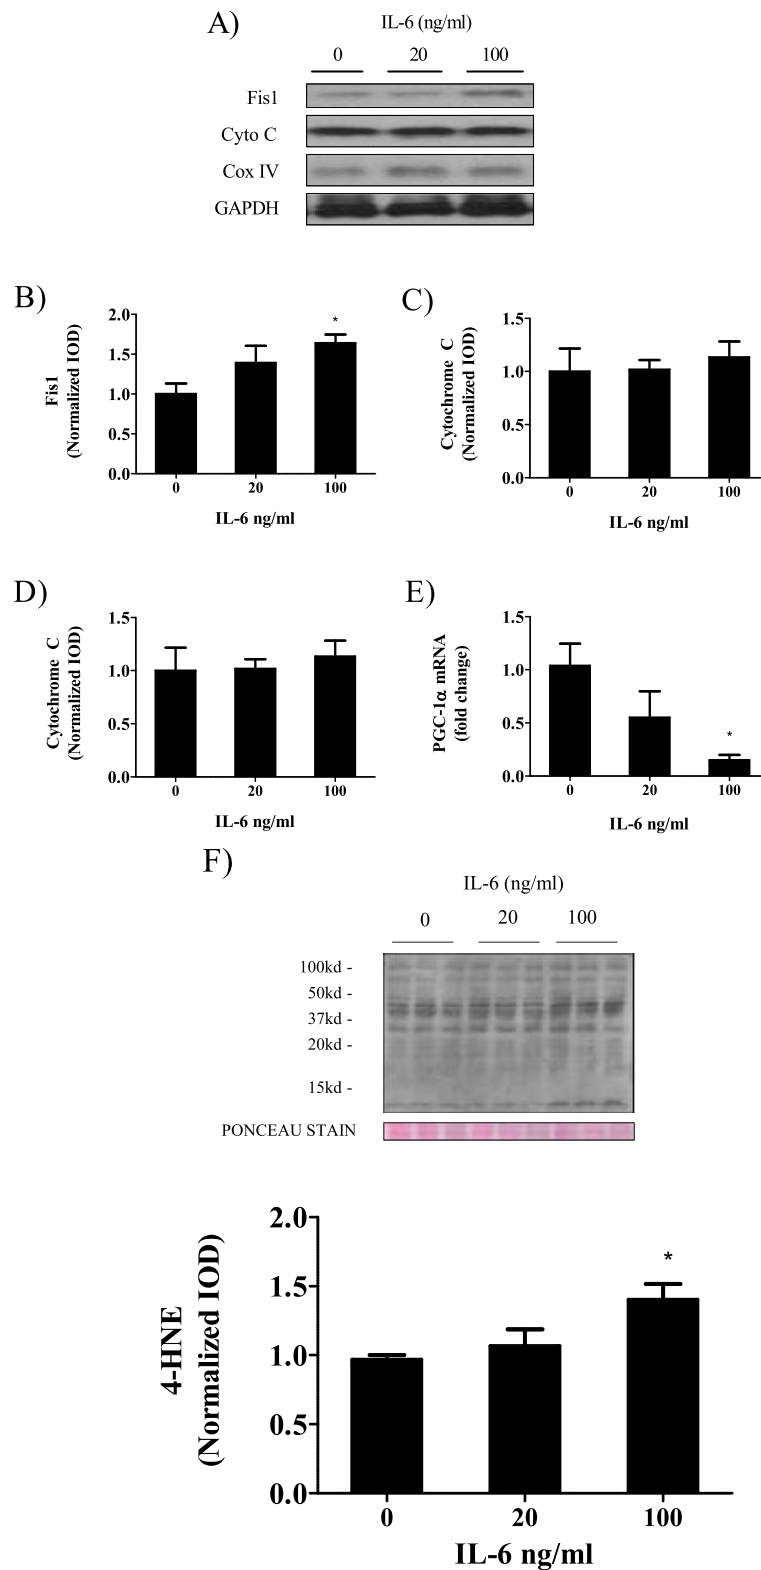 A)
IL-6 (ng/ml)
0 20 100
Fis1
Cyto C
Cox IV
GAPDH
B)
Fis1
(Normalized IOD)
2.0
1.5
1.0
0.5
0.0
*
0 20 100
IL-6 ng/ml
C)
Cytochrome C
(Normalized IOD)
1.5
1.0
0.5
0.0
0 20 100
IL-6 ng/ml
D)
Cytochrome C
(Normalized IOD)
1.5
1.0
0.5
0.0
0 20 100
IL-6 ng/ml
E)
PGC-1α mRNA
(fold change)
1.5
1.0
0.5
0.0
*
0 20 100
IL-6 ng/ml
F)
IL-6 (ng/ml)
0 20 100
100kd -
50kd -
37kd -
20kd -
15kd -
PONCEAU STAIN
4-HNE
(Normalized IOD)
2.0
1.5
1.0
0.5
0.0
*
0 20 100
IL-6 ng/ml